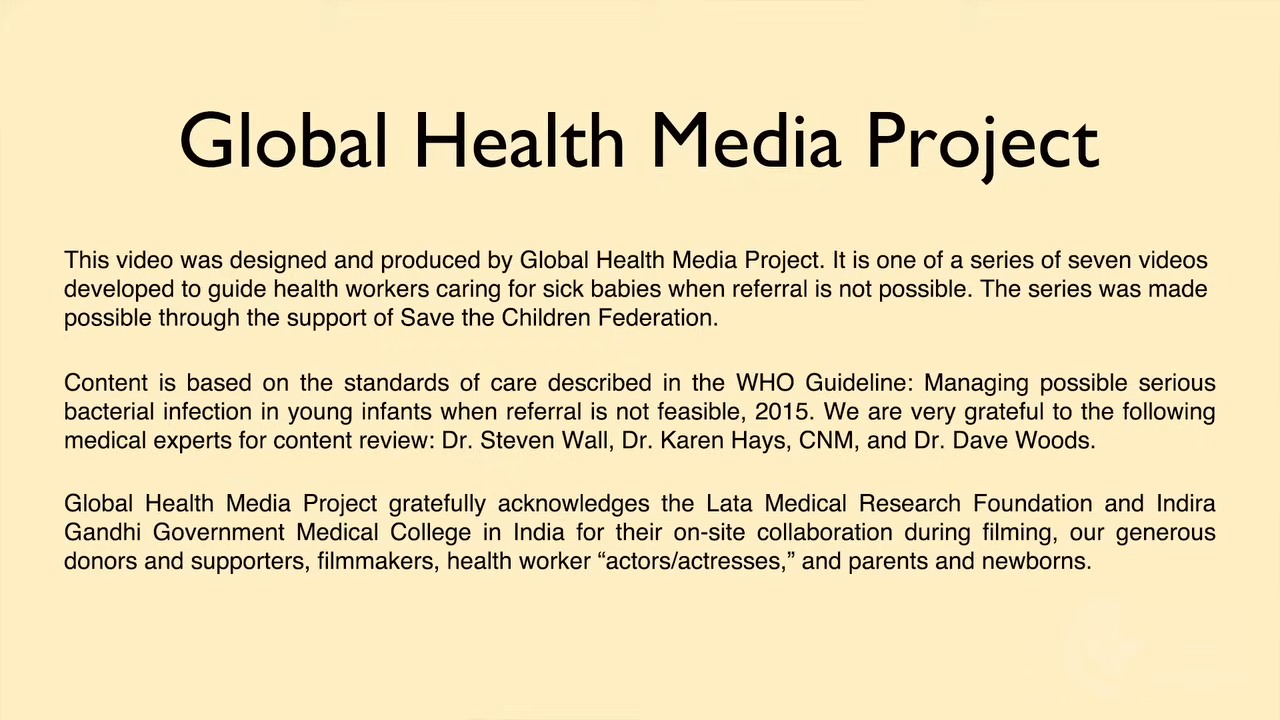 Global Health Media Project
This video was designed and produced by Global Health Media Project. It is one of a series of seven videos
developed to guide health workers caring for sick babies when referral is not possible. The series was made
possible through the support of Save the Children Federation.
Content is based on the standards of care described in the WHO Guideline: Managing possible serious
bacterial infection in young infants when referral is not feasible, 2015. We are very grateful to the following
medical experts for content review: Dr. Steven Wall, Dr. Karen Hays, CNM, and Dr. Dave Woods.
Global Health Media Project gratefully acknowledges the Lata Medical Research Foundation and Indira
Gandhi Government Medical College in India for their on-site collaboration during filming, our generous
donors and supporters, filmmakers, health worker “actors/actresses,” and parents and newborns.